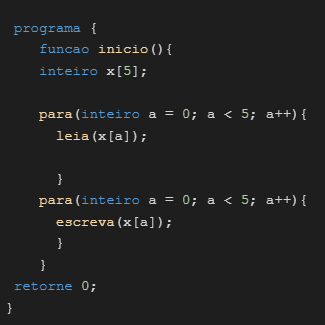 programa {
funcao inicio(){
inteiro x[5];
para(inteiro a = 0; a < 5; a++){
leia(x[a]);
}
para(inteiro a = 0; a < 5; a++){
escreva(x[a]);
}
}
retorne 0;
}